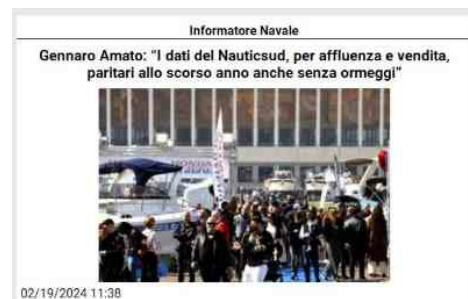 Informatore Navale
Gennaro Amato: “I dati del Nauticsud, per affluenza e vendita,
paritari allo scorso anno anche senza ormeggi”
HONDA
02/19/2024 11:38